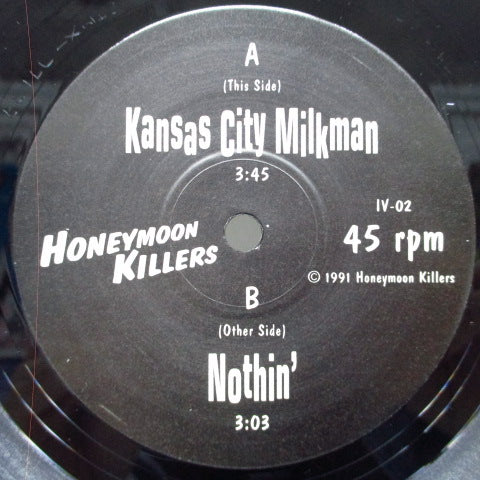 A
(This Side)
Kansas City Milkman
3:45
IV-02
45 rpm
HONEYMOON
KILLERS
© 1991 Honeymoon Killers
B
(Other Side)
Nothin'
3:03